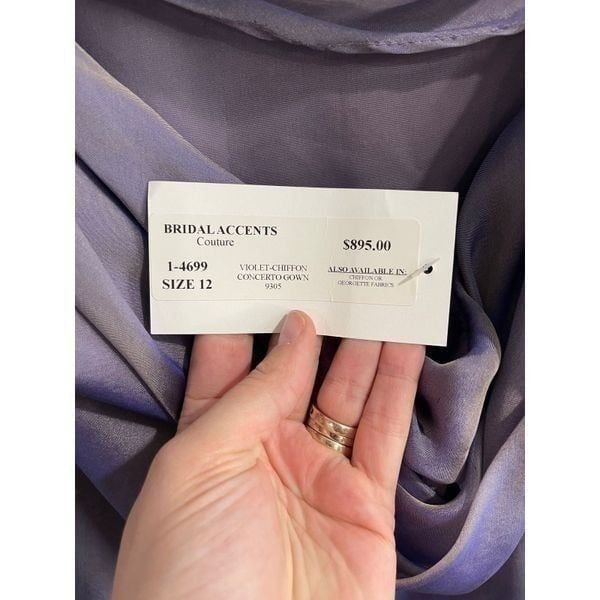 BRIDAL ACCENTS
Couture
$895.00
1-4699
SIZE 12
VIOLET-CHIFFON
CONCERTO GOWN
9305
ALSO AVAILABLE IN:
CHIFFON OR
GEORGETTE FABRICS